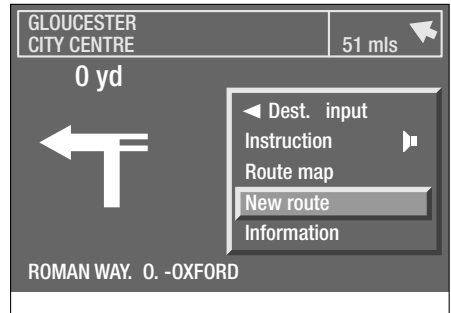 GLOUCESTER
CITY CENTRE
51 mls
0 yd
Dest. input
Instruction
Route map
New route
Information
ROMAN WAY. O. -OXFORD